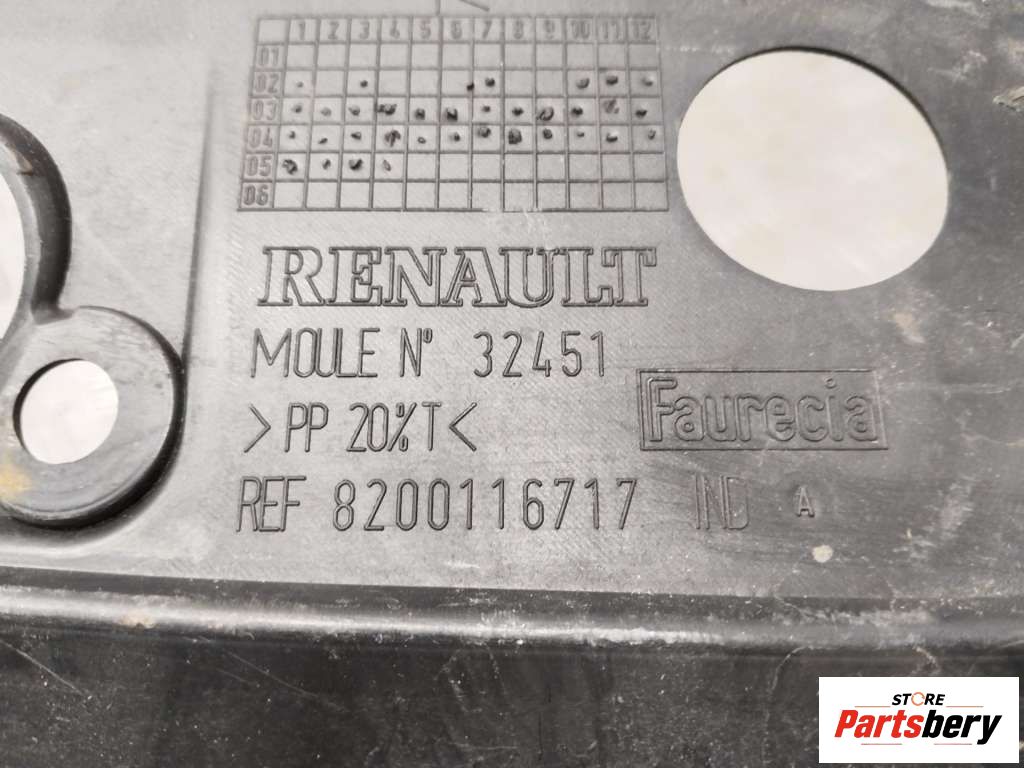 1 2 3 4 5 6 7 8 9 10 11 12
01
02
03
04
05
06
RENAULT
MOULE N° 32451
Faurecia
>PP 20%T<
REF 8200116717 IND A
STORE
Partsbery